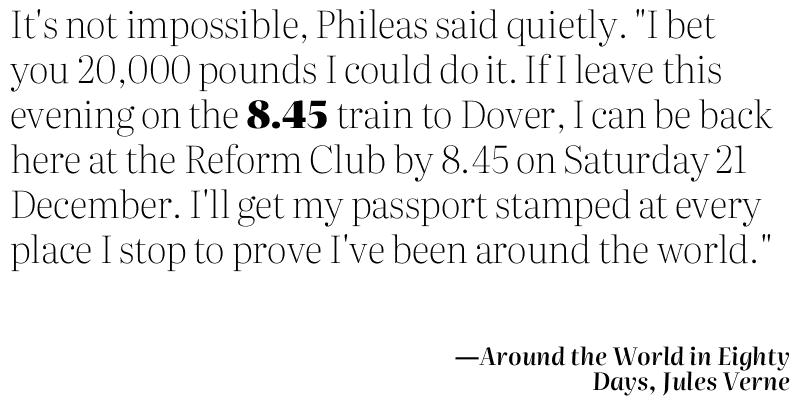 It's not impossible, Phileas said quietly. "I bet
you 20,000 pounds I could do it. If I leave this
evening on the 8.45 train to Dover, I can be back
here at the Reform Club by 8.45 on Saturday 21
December. I'll get my passport stamped at every
place I stop to prove I've been around the world."
—Around the World in Eighty
Days, Jules Verne